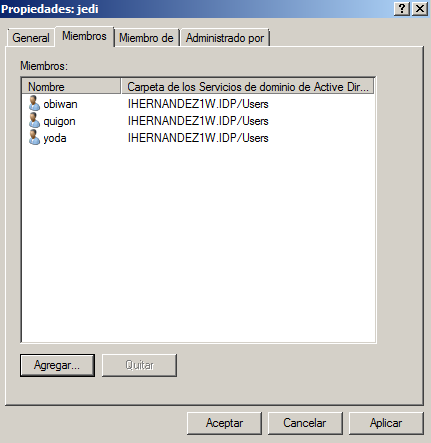 Propiedades: jedi
General Miembros Miembro de Administrado por
Miembros:
Nombre Carpeta de los Servicios de dominio de Active Dir...
obiwan IHERNANDEZ1W.IDP/Users
quigon IHERNANDEZ1W.IDP/Users
yoda IHERNANDEZ1W.IDP/Users
Agregar... Quitar
Aceptar Cancelar Aplicar